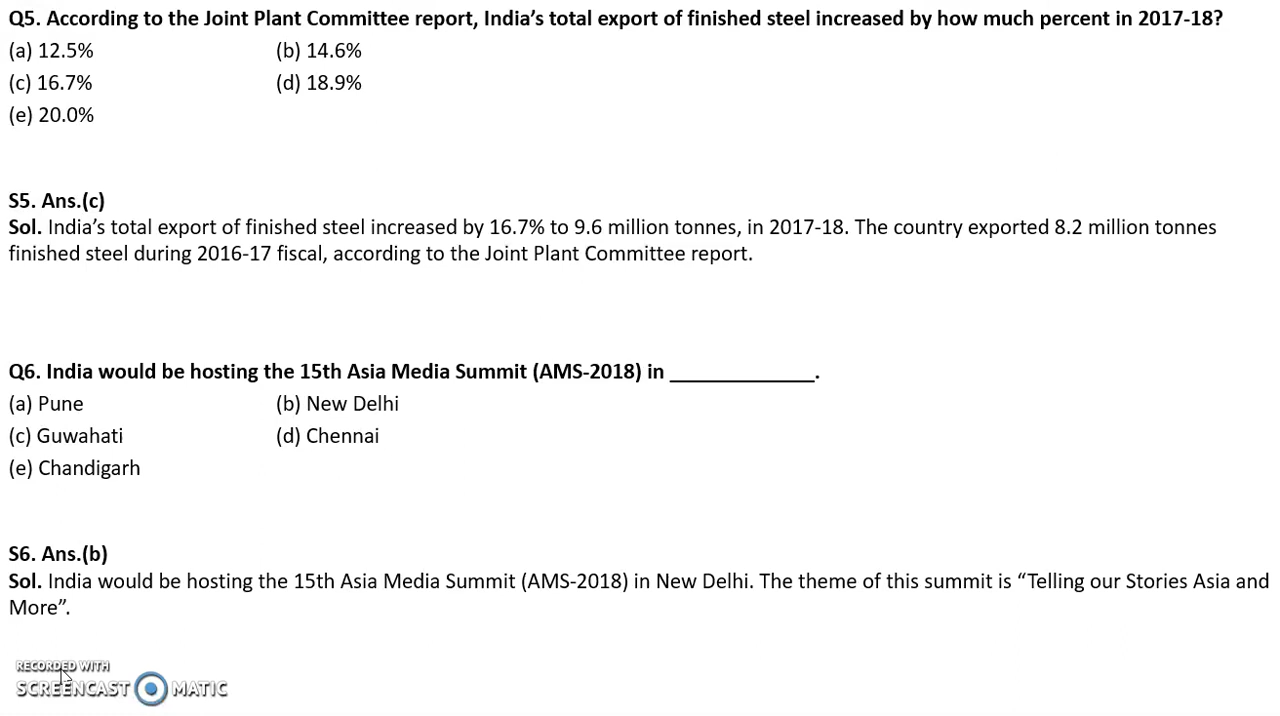 Q5. According to the Joint Plant Committee report, India’s total export of finished steel increased by how much percent in 2017-18?
(a) 12.5% (b) 14.6%
(c) 16.7% (d) 18.9%
(e) 20.0%
S5. Ans.(c)
Sol. India’s total export of finished steel increased by 16.7% to 9.6 million tonnes, in 2017-18. The country exported 8.2 million tonnes
finished steel during 2016-17 fiscal, according to the Joint Plant Committee report.
Q6. India would be hosting the 15th Asia Media Summit (AMS-2018) in _____________.
(a) Pune (b) New Delhi
(c) Guwahati (d) Chennai
(e) Chandigarh
S6. Ans.(b)
Sol. India would be hosting the 15th Asia Media Summit (AMS-2018) in New Delhi. The theme of this summit is “Telling our Stories Asia and
More”.
RECORDED WITH
SCREENCAST MATIC